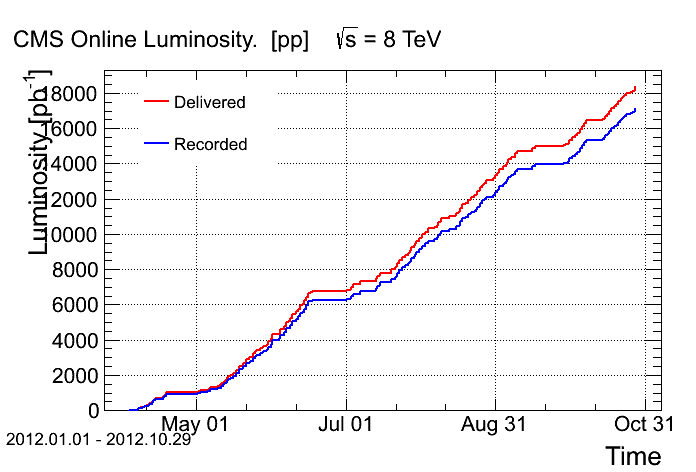 CMS Online Luminosity. [pp] √s = 8 TeV
Luminosity [pb⁻¹]
Delivered
Recorded
18000
16000
14000
12000
10000
8000
6000
4000
2000
0
May 01 Jul 01 Aug 31 Oct 31
2012.01.01 - 2012.10.29
Time